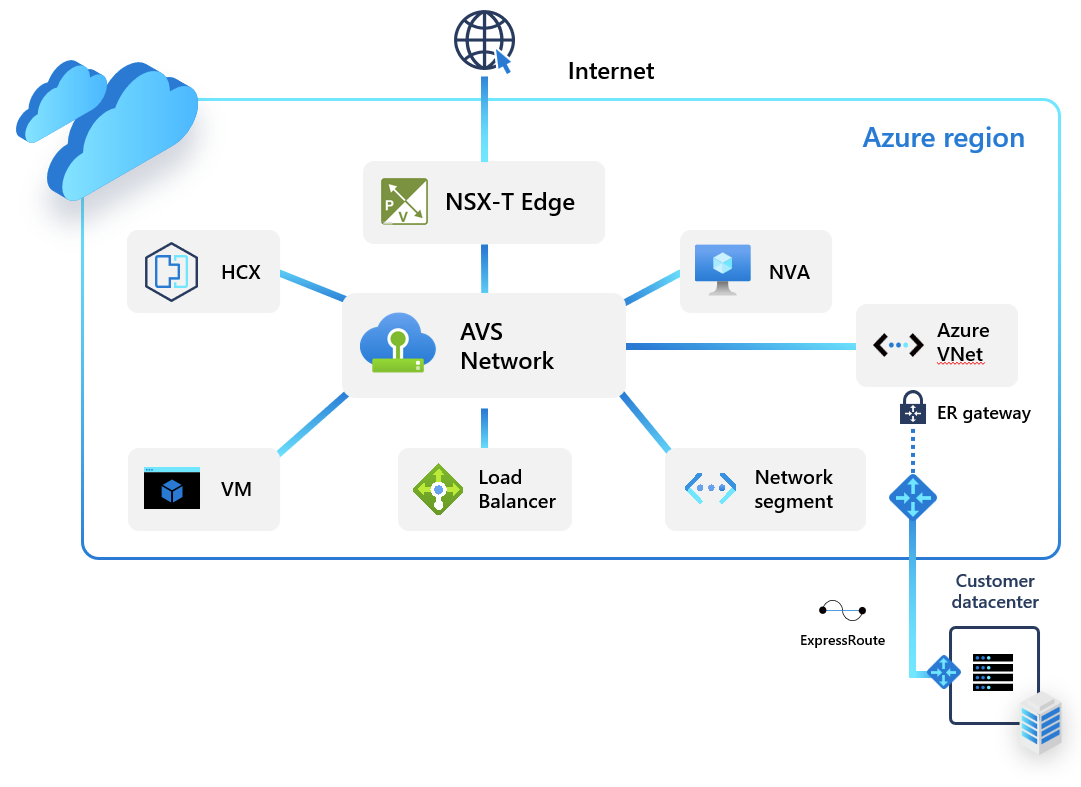 Internet
Azure region
NSX-T Edge
P
V
HCX
NVA
AVS
Network
Azure
VNet
ER gateway
VM
Load
Balancer
Network
segment
Customer
datacenter
ExpressRoute